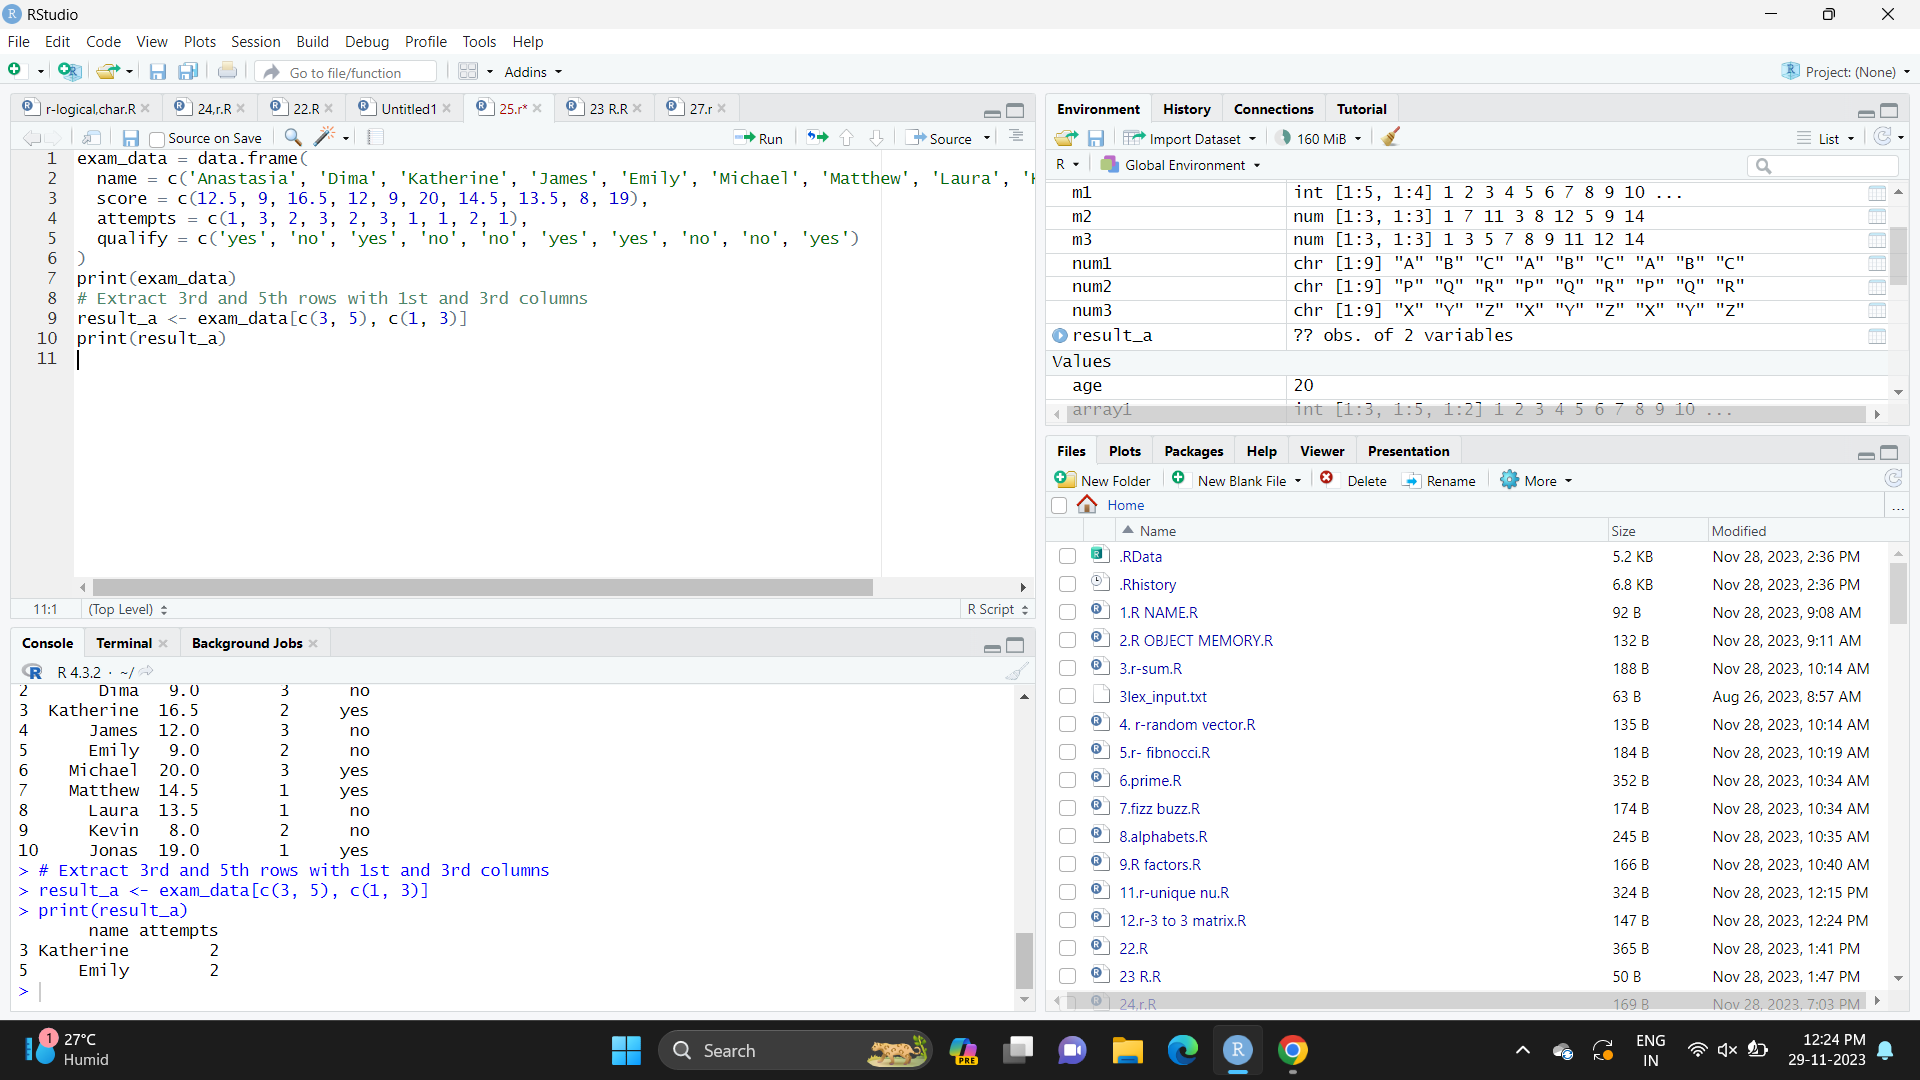 RStudio
File Edit Code View Plots Session Build Debug Profile Tools Help
Go to file/function Addins Project: (None)
r-logical,char.R 24,r.R 22.R Untitled1 25.r* 23 R.R 27.r
Source on Save Run Source
1 exam_data = data.frame(
2 name = c('Anastasia', 'Dima', 'Katherine', 'James', 'Emily', 'Michael', 'Matthew', 'Laura', '
3 score = c(12.5, 9, 16.5, 12, 9, 20, 14.5, 13.5, 8, 19),
4 attempts = c(1, 3, 2, 3, 2, 3, 1, 1, 2, 1),
5 qualify = c('yes', 'no', 'yes', 'no', 'no', 'yes', 'yes', 'no', 'no', 'yes')
6 )
7 print(exam_data)
8 # Extract 3rd and 5th rows with 1st and 3rd columns
9 result_a <- exam_data[c(3, 5), c(1, 3)]
10 print(result_a)
11
11:1 (Top Level) R Script
Console Terminal Background Jobs
R 4.3.2 · ~/
2 Dima 9.0 3 no
3 Katherine 16.5 2 yes
4 James 12.0 3 no
5 Emily 9.0 2 no
6 Michael 20.0 3 yes
7 Matthew 14.5 1 yes
8 Laura 13.5 1 no
9 Kevin 8.0 2 no
10 Jonas 19.0 1 yes
> # Extract 3rd and 5th rows with 1st and 3rd columns
> result_a <- exam_data[c(3, 5), c(1, 3)]
> print(result_a)
name attempts
3 Katherine 2
5 Emily 2
>
Environment History Connections Tutorial
Import Dataset 160 MiB List
R Global Environment
m1 int [1:5, 1:4] 1 2 3 4 5 6 7 8 9 10 ...
m2 num [1:3, 1:3] 1 7 11 3 8 12 5 9 14
m3 num [1:3, 1:3] 1 3 5 7 8 9 11 12 14
num1 chr [1:9] "A" "B" "C" "A" "B" "C" "A" "B" "C"
num2 chr [1:9] "P" "Q" "R" "P" "Q" "R" "P" "Q" "R"
num3 chr [1:9] "X" "Y" "Z" "X" "Y" "Z" "X" "Y" "Z"
result_a ?? obs. of 2 variables
Values
age 20
array1 int [1:3, 1:5, 1:2] 1 2 3 4 5 6 7 8 9 10 ...
Files Plots Packages Help Viewer Presentation
New Folder New Blank File Delete Rename More
Home ...
Name Size Modified
.RData 5.2 KB Nov 28, 2023, 2:36 PM
.Rhistory 6.8 KB Nov 28, 2023, 2:36 PM
1.R NAME.R 92 B Nov 28, 2023, 9:08 AM
2.R OBJECT MEMORY.R 132 B Nov 28, 2023, 9:11 AM
3.r-sum.R 188 B Nov 28, 2023, 10:14 AM
3lex_input.txt 63 B Aug 26, 2023, 8:57 AM
4. r-random vector.R 135 B Nov 28, 2023, 10:14 AM
5.r- fibnocci.R 184 B Nov 28, 2023, 10:19 AM
6.prime.R 352 B Nov 28, 2023, 10:34 AM
7.fizz buzz.R 174 B Nov 28, 2023, 10:34 AM
8.alphabets.R 245 B Nov 28, 2023, 10:35 AM
9.R factors.R 166 B Nov 28, 2023, 10:40 AM
11.r-unique nu.R 324 B Nov 28, 2023, 12:15 PM
12.r-3 to 3 matrix.R 147 B Nov 28, 2023, 12:24 PM
22.R 365 B Nov 28, 2023, 1:41 PM
23 R.R 50 B Nov 28, 2023, 1:47 PM
24,r.R 169 B Nov 28, 2023, 7:03 PM
1 27°C
Humid
Search PRE R
ENG
IN
12:24 PM
29-11-2023